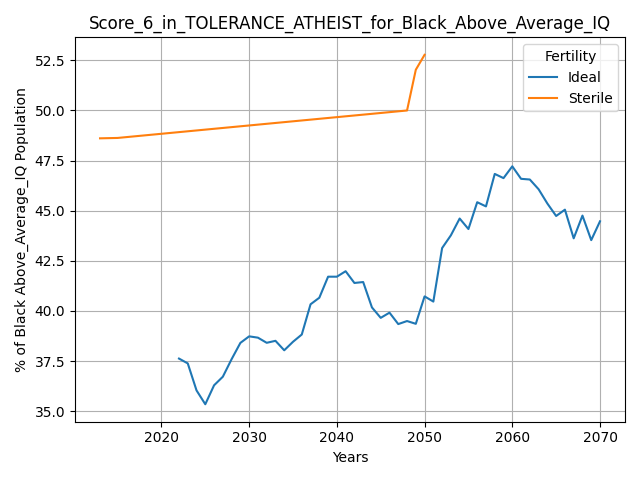 Score_6_in_TOLERANCE_ATHEIST_for_Black_Above_Average_IQ
% of Black Above_Average_IQ Population
52.5
50.0
47.5
45.0
42.5
40.0
37.5
35.0
Fertility
Ideal
Sterile
2020 2030 2040 2050 2060 2070
Years